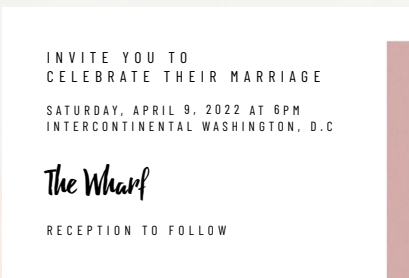 INVITE YOU TO
CELEBRATE THEIR MARRIAGE
SATURDAY, APRIL 9, 2022 AT 6PM
INTERCONTINENTAL WASHINGTON, D.C
The Wharf
RECEPTION TO FOLLOW